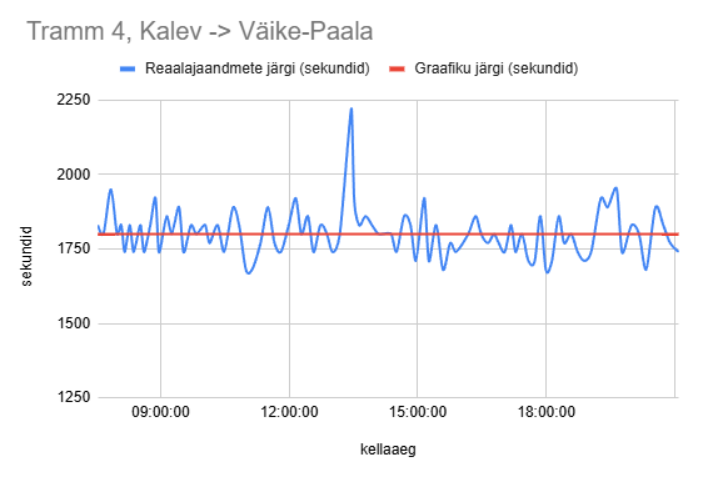 Tramm 4, Kalev -> Väike-Paala
Reaalajaandmete järgi (sekundid) Graafiku järgi (sekundid)
2250
2000
1750
1500
1250
sekundid
09:00:00 12:00:00 15:00:00 18:00:00
kellaaeg